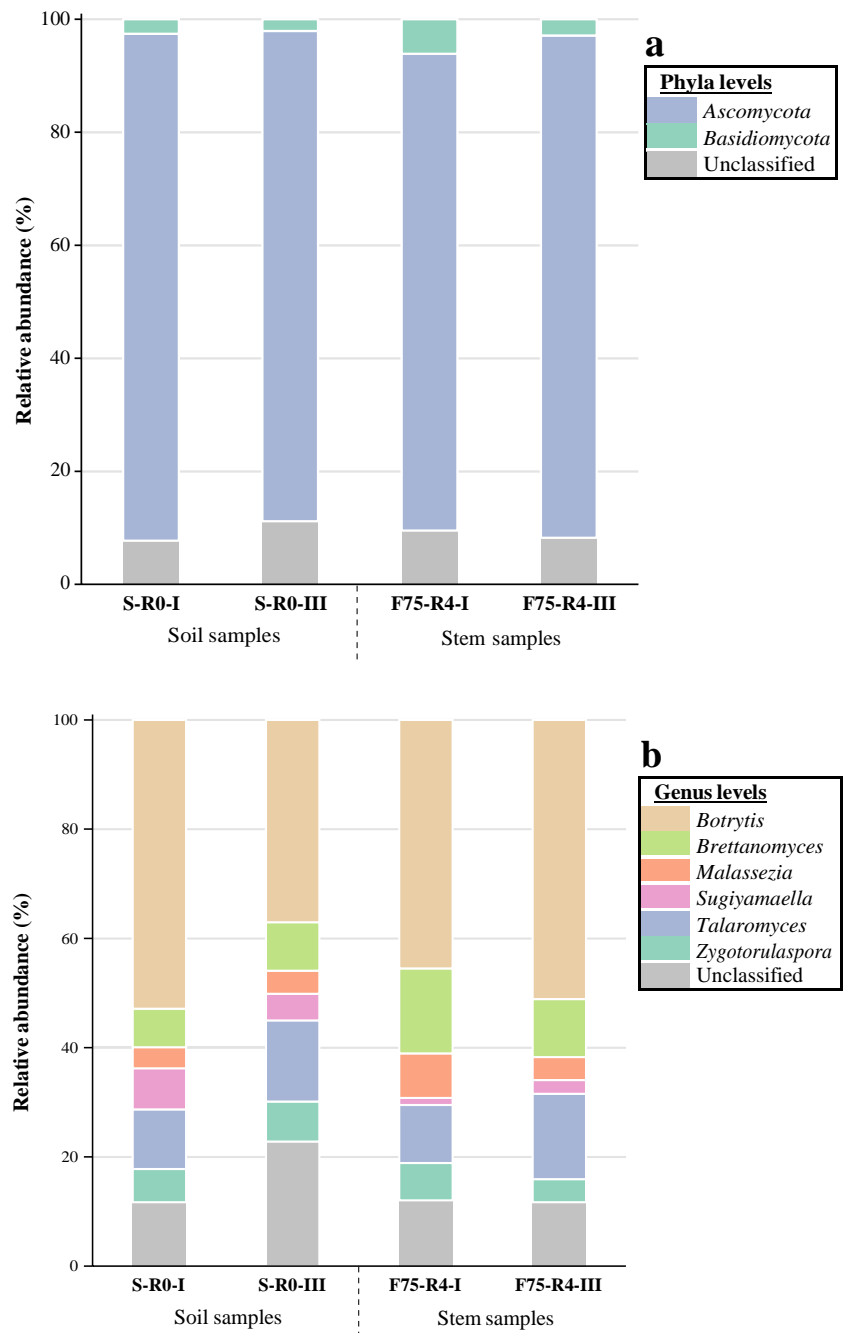 a
Phyla levels
Ascomycota
Basidiomycota
Unclassified
Relative abundance (%)
100
80
60
40
20
0
S-R0-I S-R0-III F75-R4-I F75-R4-III
Soil samples Stem samples
b
Genus levels
Botrytis
Brettanomyces
Malassezia
Sugiyamaella
Talaromyces
Zygotorulaspora
Unclassified
Relative abundance (%)
100
80
60
40
20
0
S-R0-I S-R0-III F75-R4-I F75-R4-III
Soil samples Stem samples